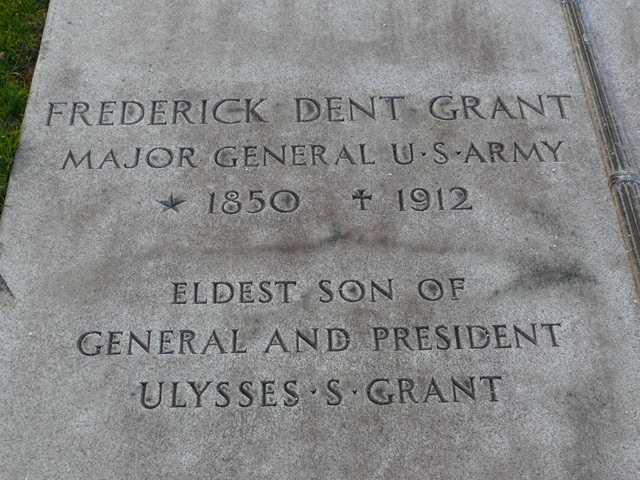 FREDERICK DENT GRANT
MAJOR GENERAL U·S·ARMY
★ 1850 ✝ 1912
ELDEST SON OF
GENERAL AND PRESIDENT
ULYSSES·S·GRANT